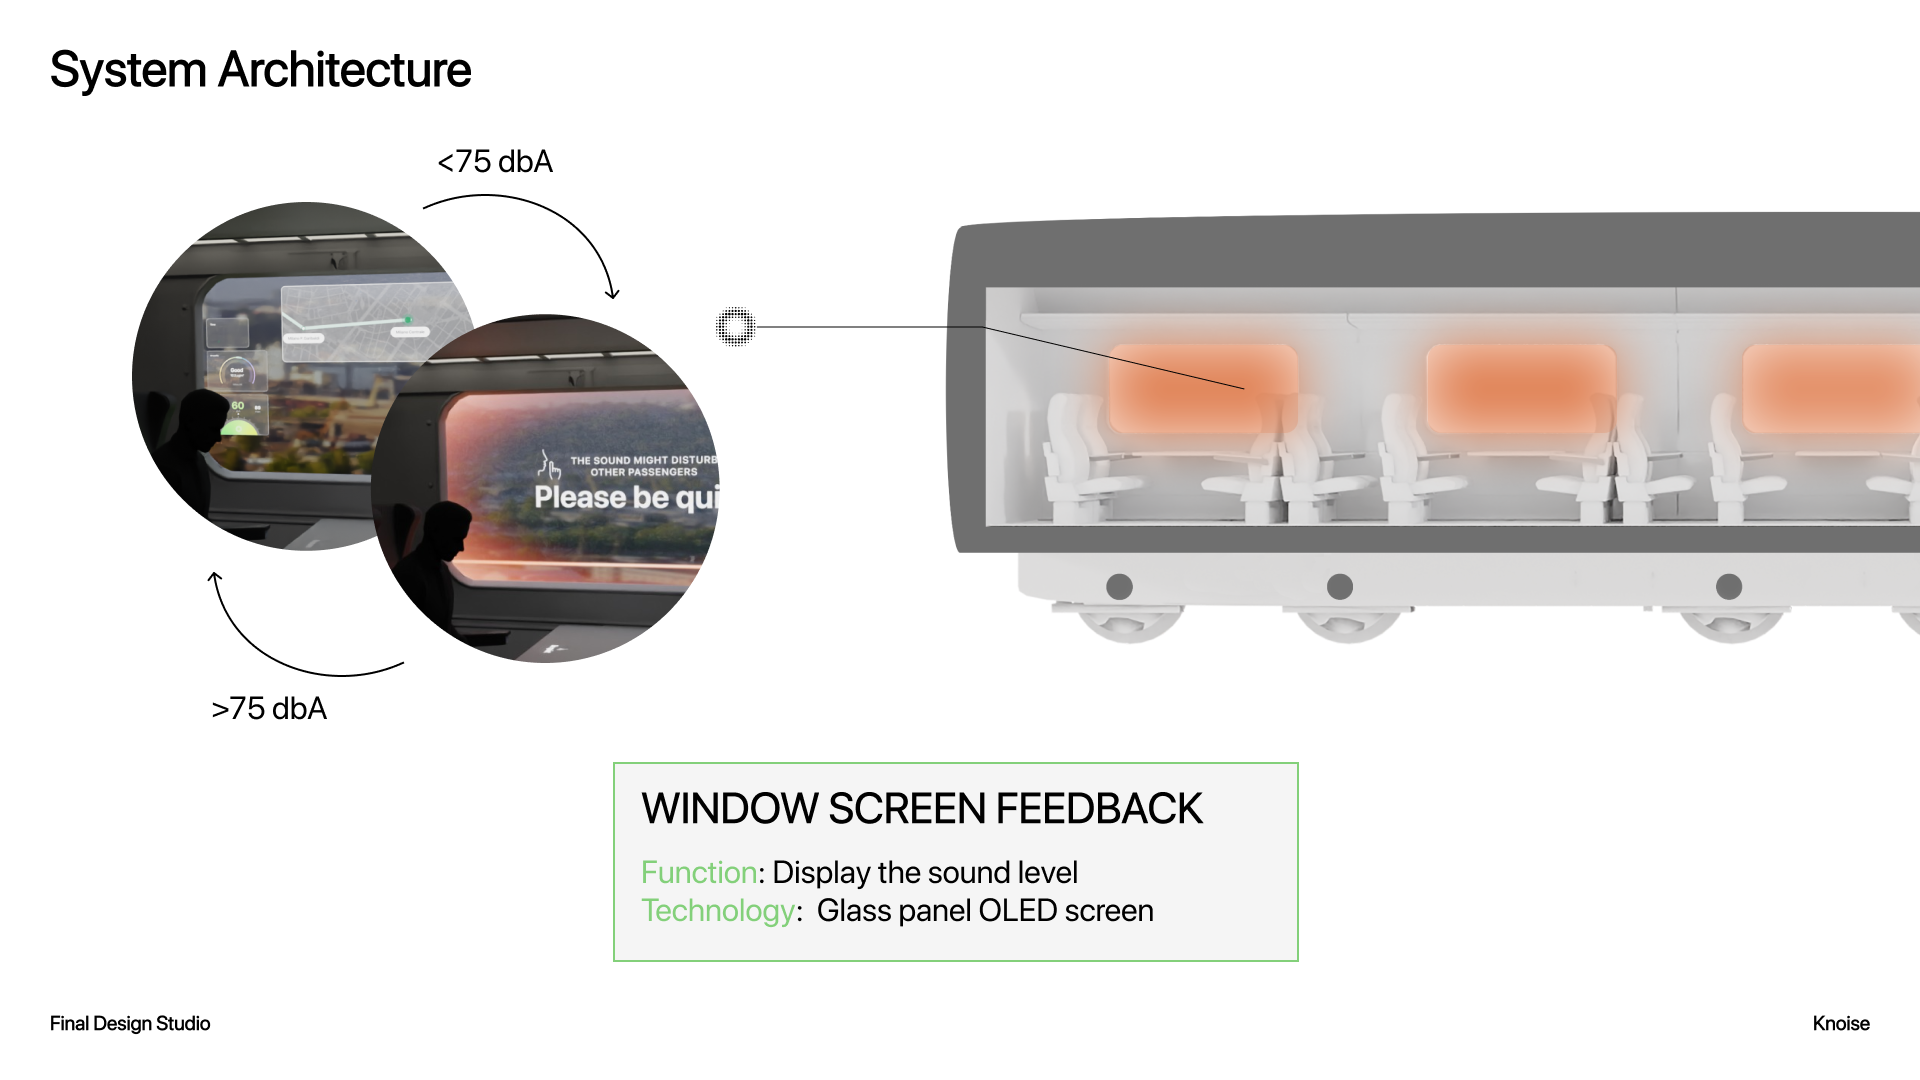 System Architecture
<75 dbA
Good
60
THE SOUND MIGHT DISTURB
OTHER PASSENGERS
Please be qui
>75 dbA
WINDOW SCREEN FEEDBACK
Function: Display the sound level
Technology: Glass panel OLED screen
Final Design Studio
Knoise